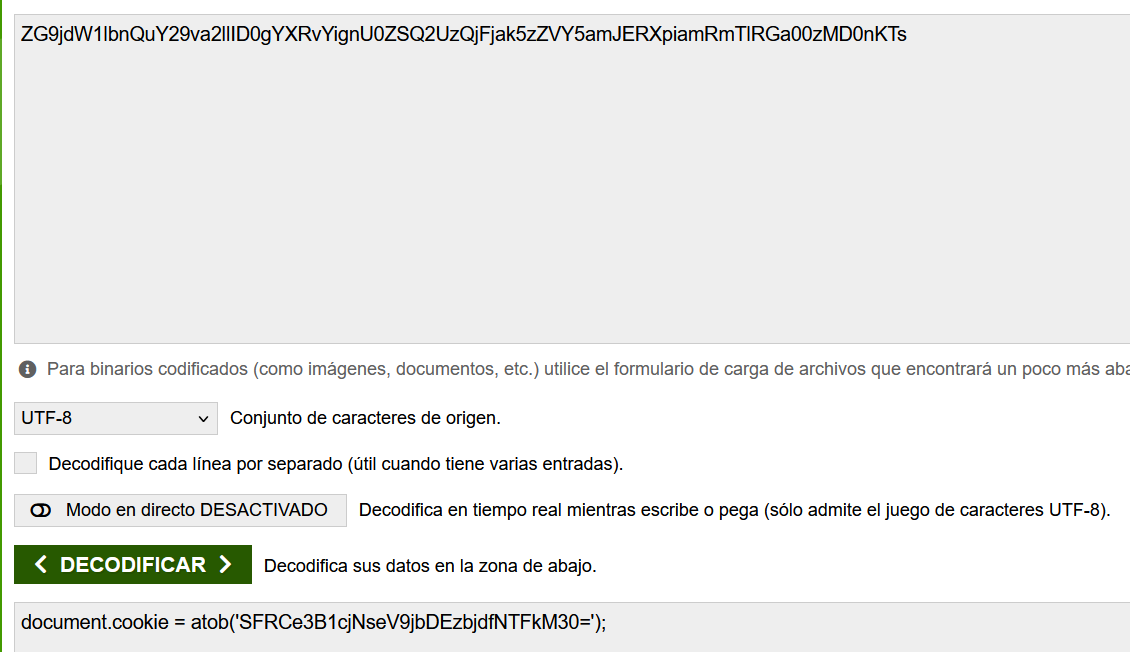 ZG9jdW1lbnQuY29va2llID0gYXRvYignU0ZSQ2UzQjFjak5zZVY5amJERXpiamRmTlRGa00zMD0nKTs
Para binarios codificados (como imágenes, documentos, etc.) utilice el formulario de carga de archivos que encontrará un poco más aba
UTF-8 Conjunto de caracteres de origen.
Decodifique cada línea por separado (útil cuando tiene varias entradas).
Modo en directo DESACTIVADO Decodifica en tiempo real mientras escribe o pega (sólo admite el juego de caracteres UTF-8).
DECODIFICAR Decodifica sus datos en la zona de abajo.
document.cookie = atob('SFRCe3B1cjNseV9jbDEzbjdfNTFkM30=');